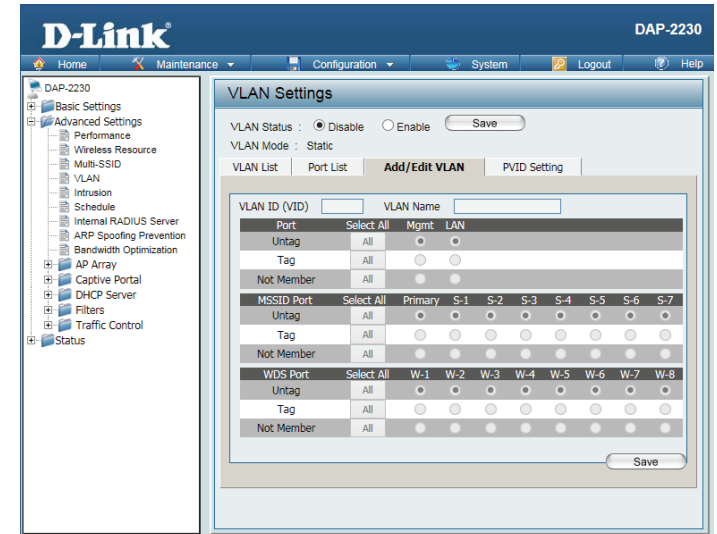 D-Link®
DAP-2230
Home Maintenance Configuration System Logout Help
DAP-2230
Basic Settings
Advanced Settings
Performance
Wireless Resource
Multi-SSID
VLAN
Intrusion
Schedule
Internal RADIUS Server
ARP Spoofing Prevention
Bandwidth Optimization
AP Array
Captive Portal
DHCP Server
Filters
Traffic Control
Status
VLAN Settings
VLAN Status : Disable Enable Save
VLAN Mode : Static
VLAN List Port List Add/Edit VLAN PVID Setting
VLAN ID (VID) VLAN Name
Port Select All Mgmt LAN
Untag All
Tag All
Not Member All
MSSID Port Select All Primary S-1 S-2 S-3 S-4 S-5 S-6 S-7
Untag All
Tag All
Not Member All
WDS Port Select All W-1 W-2 W-3 W-4 W-5 W-6 W-7 W-8
Untag All
Tag All
Not Member All
Save